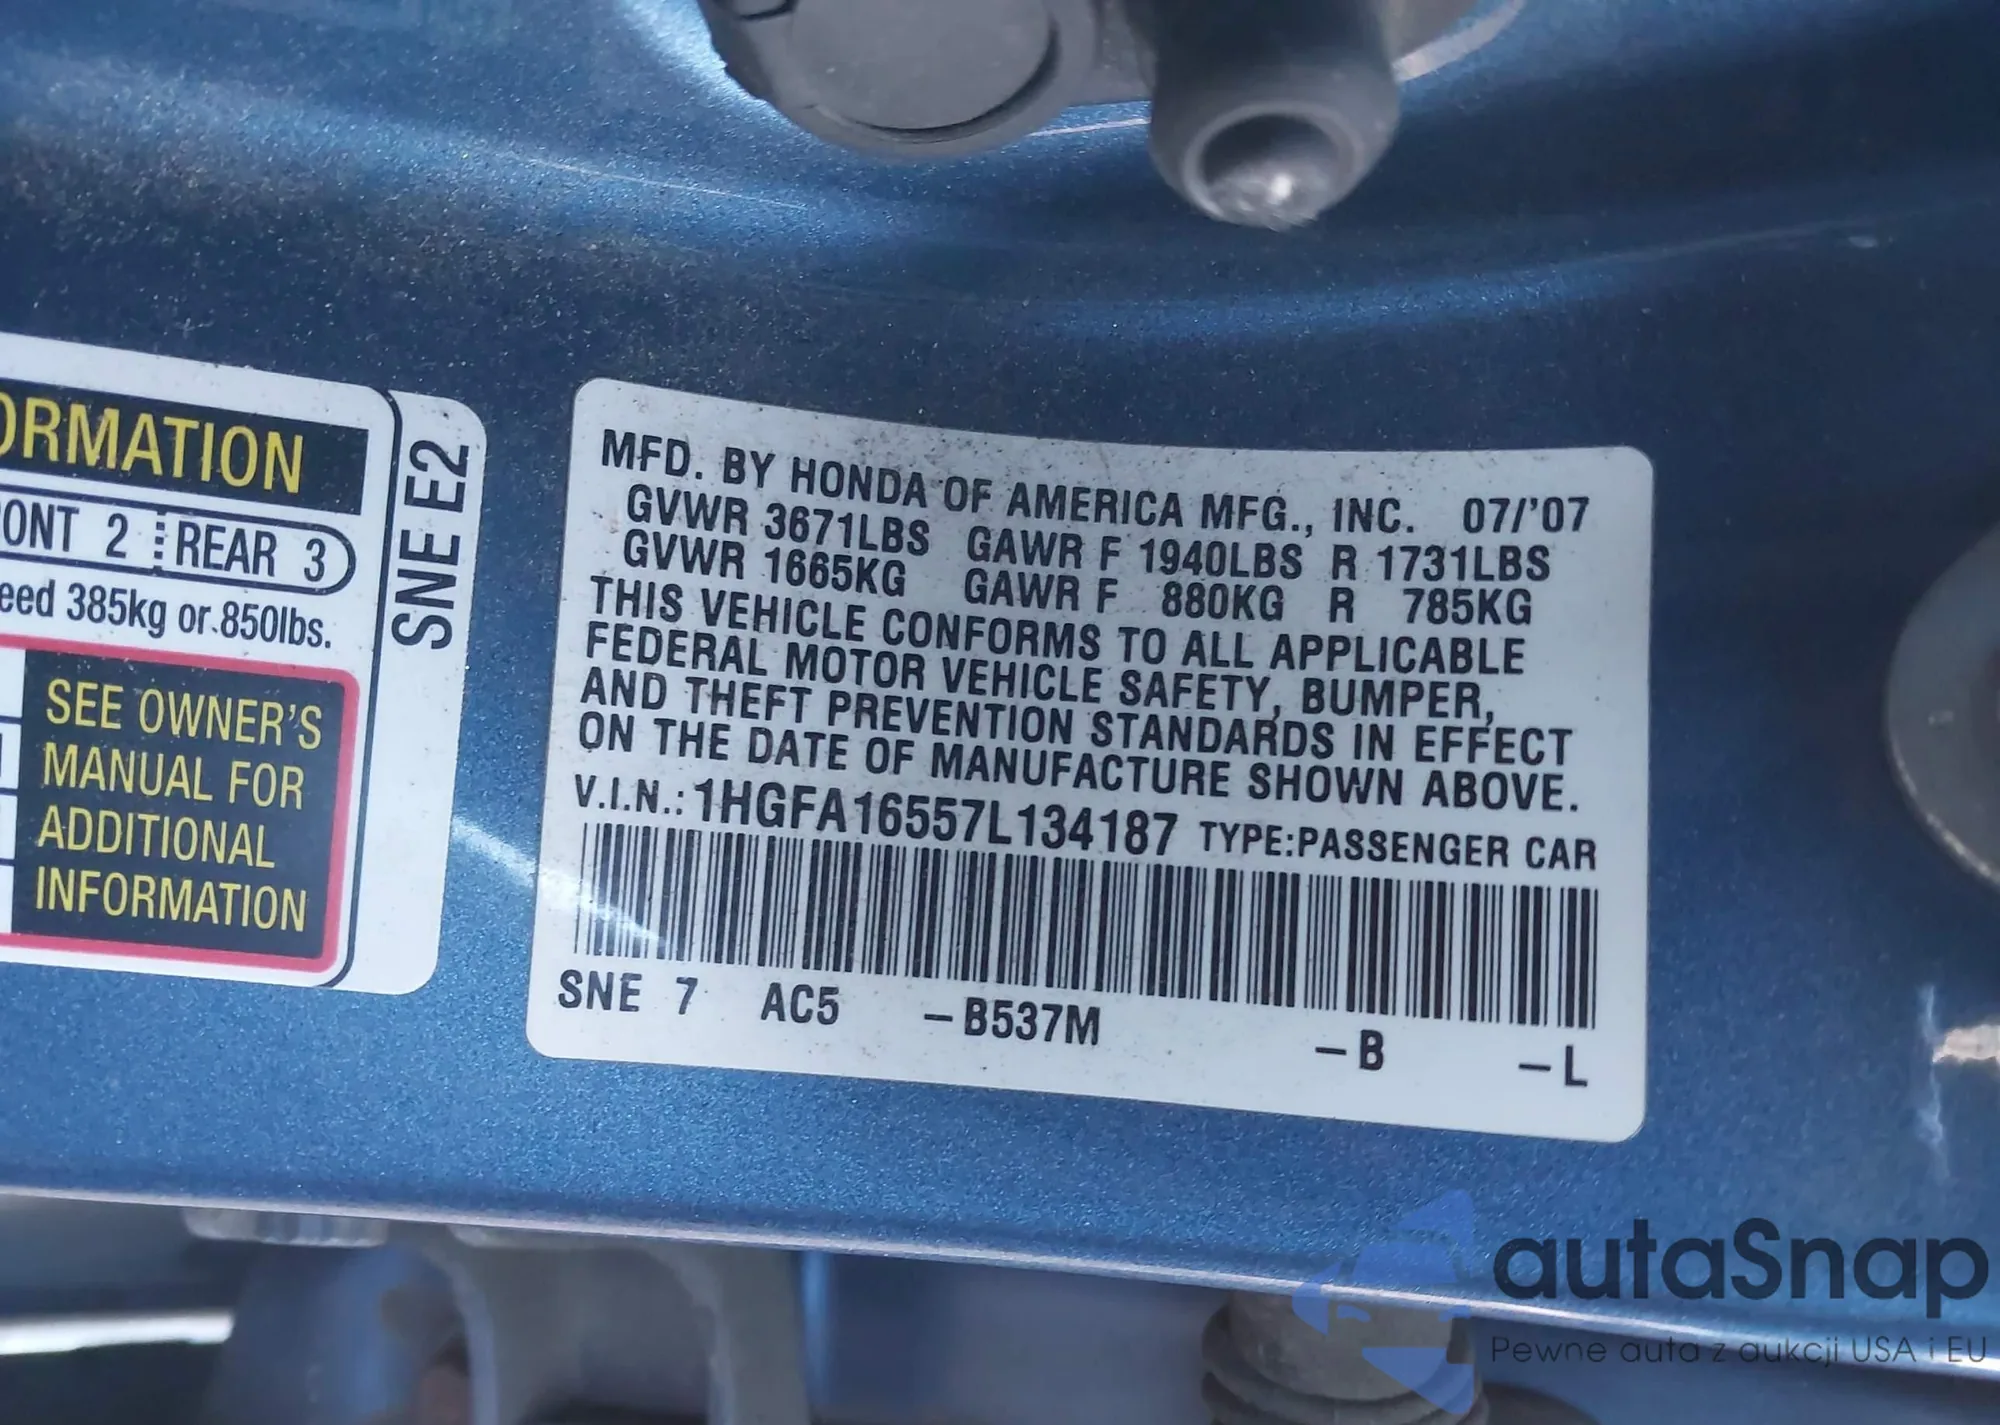 ORMATION
ONT 2 REAR 3
eed 385kg or 850lbs.
SEE OWNER'S
MANUAL FOR
ADDITIONAL
INFORMATION
SNE E2
MFD. BY HONDA OF AMERICA MFG., INC. 07/'07
GVWR 3671LBS GAWR F 1940LBS R 1731LBS
GVWR 1665KG GAWR F 880KG R 785KG
THIS VEHICLE CONFORMS TO ALL APPLICABLE
FEDERAL MOTOR VEHICLE SAFETY, BUMPER,
AND THEFT PREVENTION STANDARDS IN EFFECT
ON THE DATE OF MANUFACTURE SHOWN ABOVE.
V.I.N.: 1HGFA16557L134187 TYPE:PASSENGER CAR
SNE 7 AC5 –B537M –B –L
autaSnap
Pewne auta z aukcji USA i EU